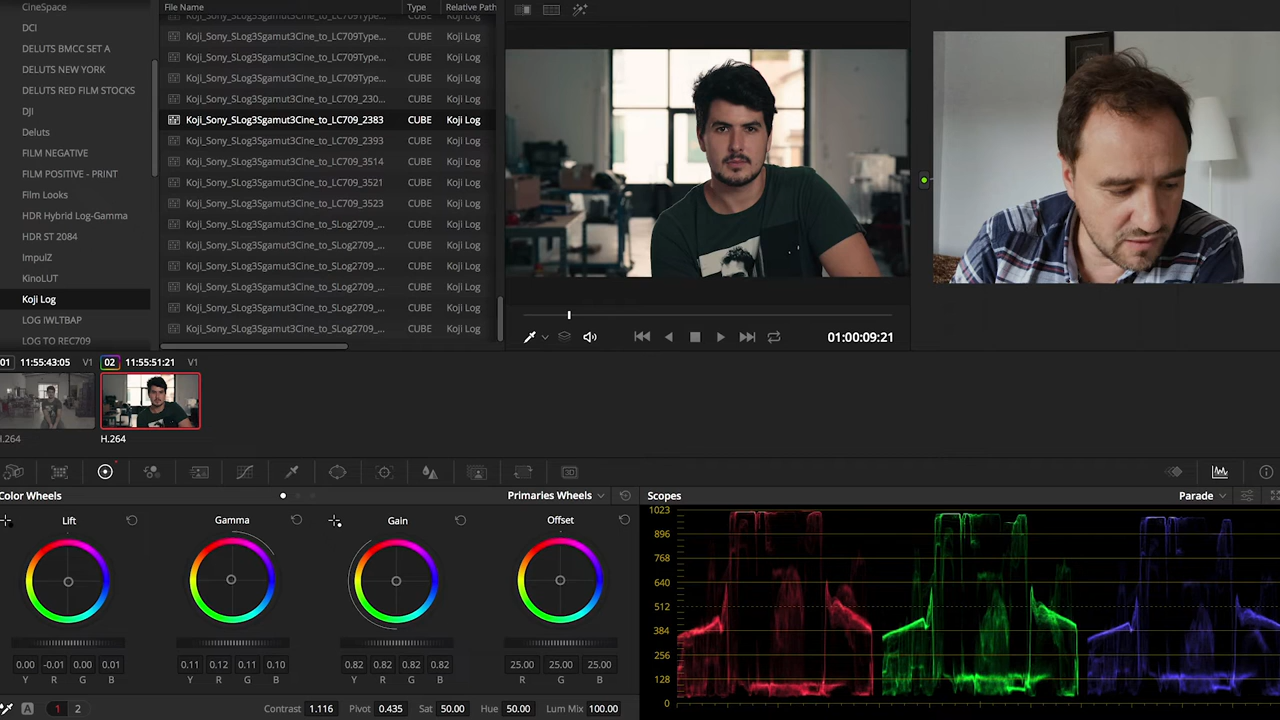 CineSpace
DCI
DELUTS BMCC SET A
DELUTS NEW YORK
DELUTS RED FILM STOCKS
DJI
Deluts
FILM NEGATIVE
FILM POSITIVE - PRINT
Film Looks
HDR Hybrid Log-Gamma
HDR ST 2084
ImpulZ
KinoLUT
Koji Log
LOG IWLTBAP
LOG TO REC709
File Name Type Relative Path
Koji_Sony_SLog3Sgamut3Cine_to_LC709Type... CUBE Koji Log
Koji_Sony_SLog3Sgamut3Cine_to_LC709Type... CUBE Koji Log
Koji_Sony_SLog3Sgamut3Cine_to_LC709Type... CUBE Koji Log
Koji_Sony_SLog3Sgamut3Cine_to_LC709Type... CUBE Koji Log
Koji_Sony_SLog3Sgamut3Cine_to_LC709_230... CUBE Koji Log
Koji_Sony_SLog3Sgamut3Cine_to_LC709_2383 CUBE Koji Log
Koji_Sony_SLog3Sgamut3Cine_to_LC709_2393 CUBE Koji Log
Koji_Sony_SLog3Sgamut3Cine_to_LC709_3514 CUBE Koji Log
Koji_Sony_SLog3Sgamut3Cine_to_LC709_3521 CUBE Koji Log
Koji_Sony_SLog3Sgamut3Cine_to_LC709_3523 CUBE Koji Log
Koji_Sony_SLog3Sgamut3Cine_to_SLog2709_... CUBE Koji Log
Koji_Sony_SLog3Sgamut3Cine_to_SLog2709_... CUBE Koji Log
Koji_Sony_SLog3Sgamut3Cine_to_SLog2709_... CUBE Koji Log
Koji_Sony_SLog3Sgamut3Cine_to_SLog2709_... CUBE Koji Log
Koji_Sony_SLog3Sgamut3Cine_to_SLog2709_... CUBE Koji Log
Koji_Sony_SLog3Sgamut3Cine_to_SLog2709_... CUBE Koji Log
01:00:09:21
01 11:55:43:05 V1 02 11:55:51:21 V1
H.264 H.264
Color Wheels Primaries Wheels
Lift Gamma Gain Offset
0.00 -0.01 0.00 0.01 0.11 0.12 0.11 0.10 0.82 0.82 0.82 0.82 25.00 25.00 25.00
Y R G B Y R G B Y R G B R G B
A 1 2 Contrast 1.116 Pivot 0.435 Sat 50.00 Hue 50.00 Lum Mix 100.00
Scopes Parade
1023
896
768
640
512
384
256
128
0